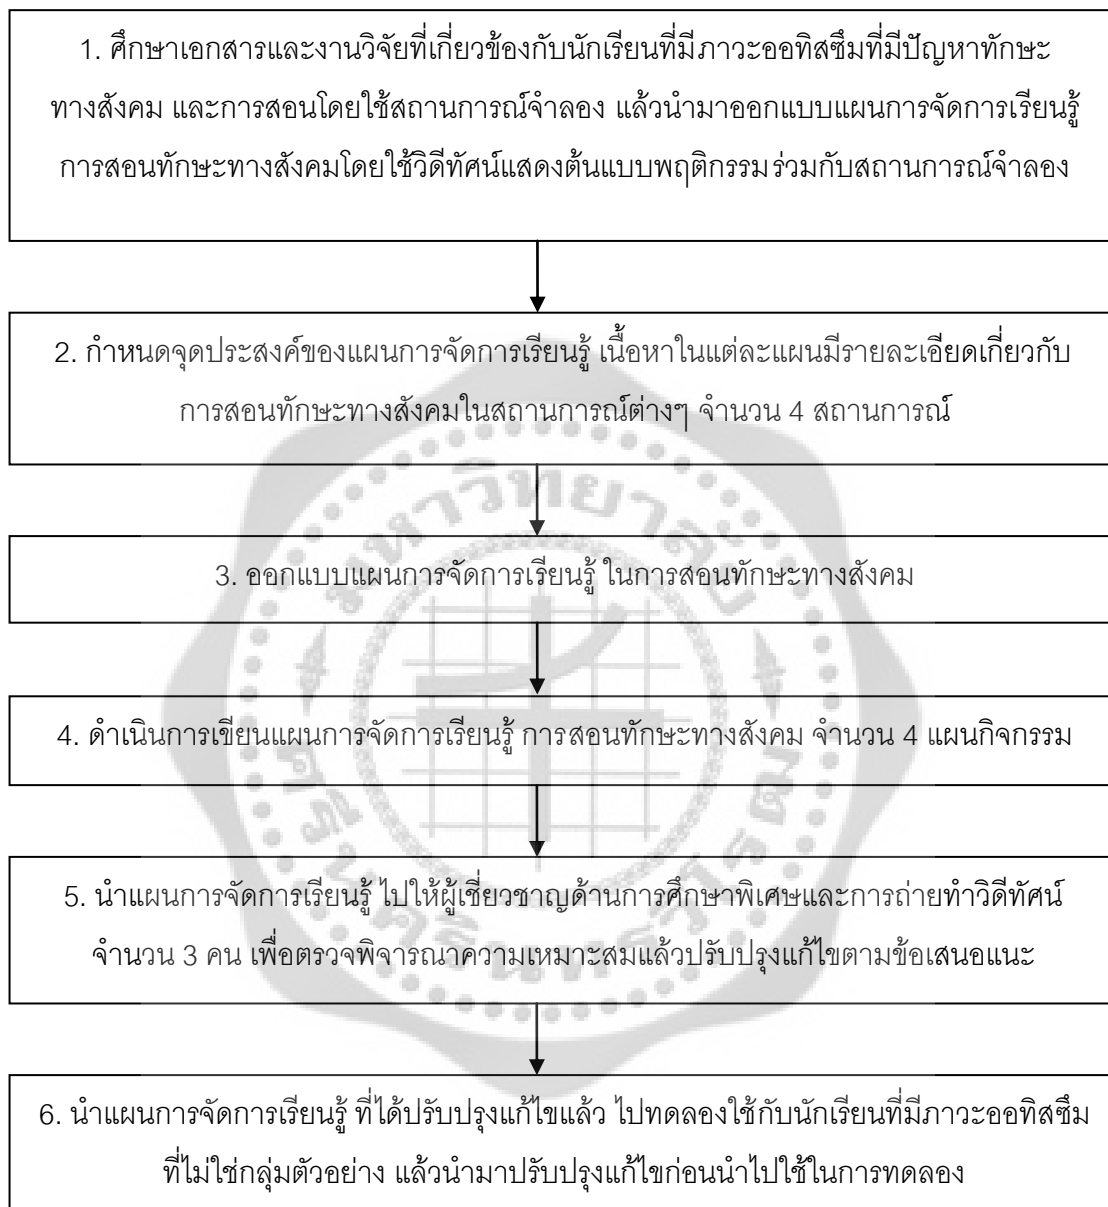 1. ศึกษาเอกสารและงานวิจัยที่เกี่ยวข้องกับนักเรียนที่มีภาวะออทิสซึมที่มีปัญหาทักษะ
ทางสังคม และการสอนโดยใช้สถานการณ์จำลอง แล้วนำมาออกแบบแผนการจัดการเรียนรู้
การสอนทักษะทางสังคมโดยใช้วิดีทัศน์แสดงต้นแบบพฤติกรรมร่วมกับสถานการณ์จำลอง
2. กำหนดจุดประสงค์ของแผนการจัดการเรียนรู้ เนื้อหาในแต่ละแผนมีรายละเอียดเกี่ยวกับ
การสอนทักษะทางสังคมในสถานการณ์ต่างๆ จำนวน 4 สถานการณ์
3. ออกแบบแผนการจัดการเรียนรู้ ในการสอนทักษะทางสังคม
4. ดำเนินการเขียนแผนการจัดการเรียนรู้ การสอนทักษะทางสังคม จำนวน 4 แผนกิจกรรม
5. นำแผนการจัดการเรียนรู้ ไปให้ผู้เชี่ยวชาญด้านการศึกษาพิเศษและการถ่ายทำวิดีทัศน์
จำนวน 3 คน เพื่อตรวจพิจารณาความเหมาะสมแล้วปรับปรุงแก้ไขตามข้อเสนอแนะ
6. นำแผนการจัดการเรียนรู้ ที่ได้ปรับปรุงแก้ไขแล้ว ไปทดลองใช้กับนักเรียนที่มีภาวะออทิสซึม
ที่ไม่ใช่กลุ่มตัวอย่าง แล้วนำมาปรับปรุงแก้ไขก่อนนำไปใช้ในการทดลอง
มหาวิทยาลัย
ศรีนครินทรวิโรฒ